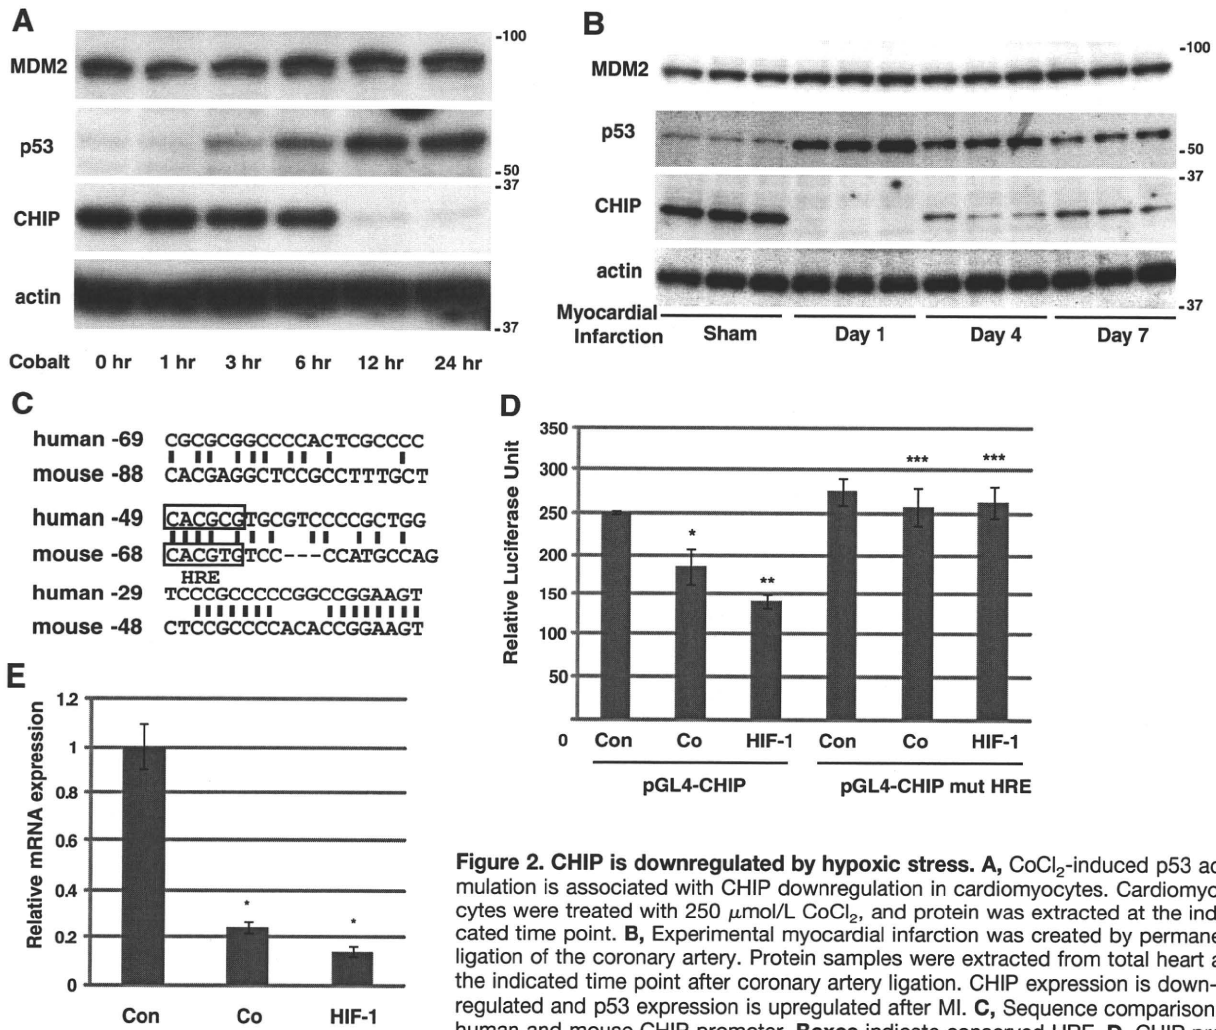 A
MDM2
-100
p53
-50
-37
CHIP
actin
-37
Cobalt 0 hr 1 hr 3 hr 6 hr 12 hr 24 hr
B
MDM2
-100
p53
-50
-37
CHIP
actin
-37
Myocardial
Infarction Sham Day 1 Day 4 Day 7
C
human -69 CGCGCGGCCCCACTCGCCCC
mouse -88 CACGAGGCTCCGCCTTTGCT
human -49 CACGCGTGCGTCCCCGCTGG
mouse -68 CACGTGTCC---CCATGCCAG
HRE
human -29 TCCCGCCCCCCGGCCGGAAGT
mouse -48 CTCCGCCCCACACCGGAAGT
D
Relative Luciferase Unit
350
300
250
200
150
100
50
0
* ** *** ***
Con Co HIF-1 Con Co HIF-1
pGL4-CHIP pGL4-CHIP mut HRE
E
Relative mRNA expression
1.2
1
0.8
0.6
0.4
0.2
0
* *
Con Co HIF-1
Figure 2. CHIP is downregulated by hypoxic stress. A, CoCl₂-induced p53 ac
mulation is associated with CHIP downregulation in cardiomyocytes. Cardiomyo
cytes were treated with 250 μmol/L CoCl₂, and protein was extracted at the ind
cated time point. B, Experimental myocardial infarction was created by permane
ligation of the coronary artery. Protein samples were extracted from total heart a
the indicated time point after coronary artery ligation. CHIP expression is down-
regulated and p53 expression is upregulated after MI. C, Sequence comparison
human and mouse CHIP promoter. Boxes indicate conserved HRE. D, CHIP pr